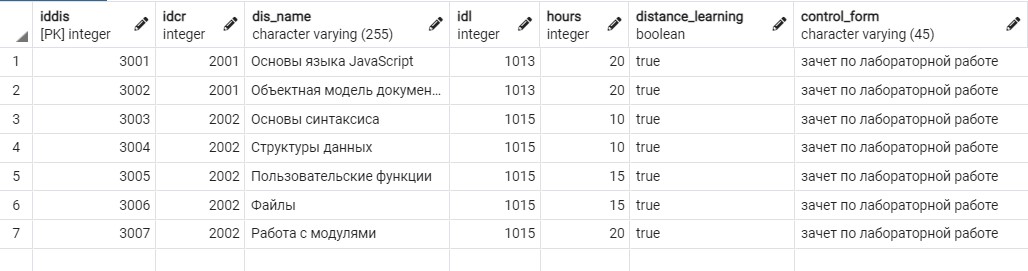 iddis idcr dis_name idl hours distance_learning control_form
[PK] integer integer character varying (255) integer integer boolean character varying (45)
1 3001 2001 Основы языка JavaScript 1013 20 true зачет по лабораторной работе
2 3002 2001 Объектная модель докумен... 1013 20 true зачет по лабораторной работе
3 3003 2002 Основы синтаксиса 1015 10 true зачет по лабораторной работе
4 3004 2002 Структуры данных 1015 10 true зачет по лабораторной работе
5 3005 2002 Пользовательские функции 1015 15 true зачет по лабораторной работе
6 3006 2002 Файлы 1015 15 true зачет по лабораторной работе
7 3007 2002 Работа с модулями 1015 20 true зачет по лабораторной работе